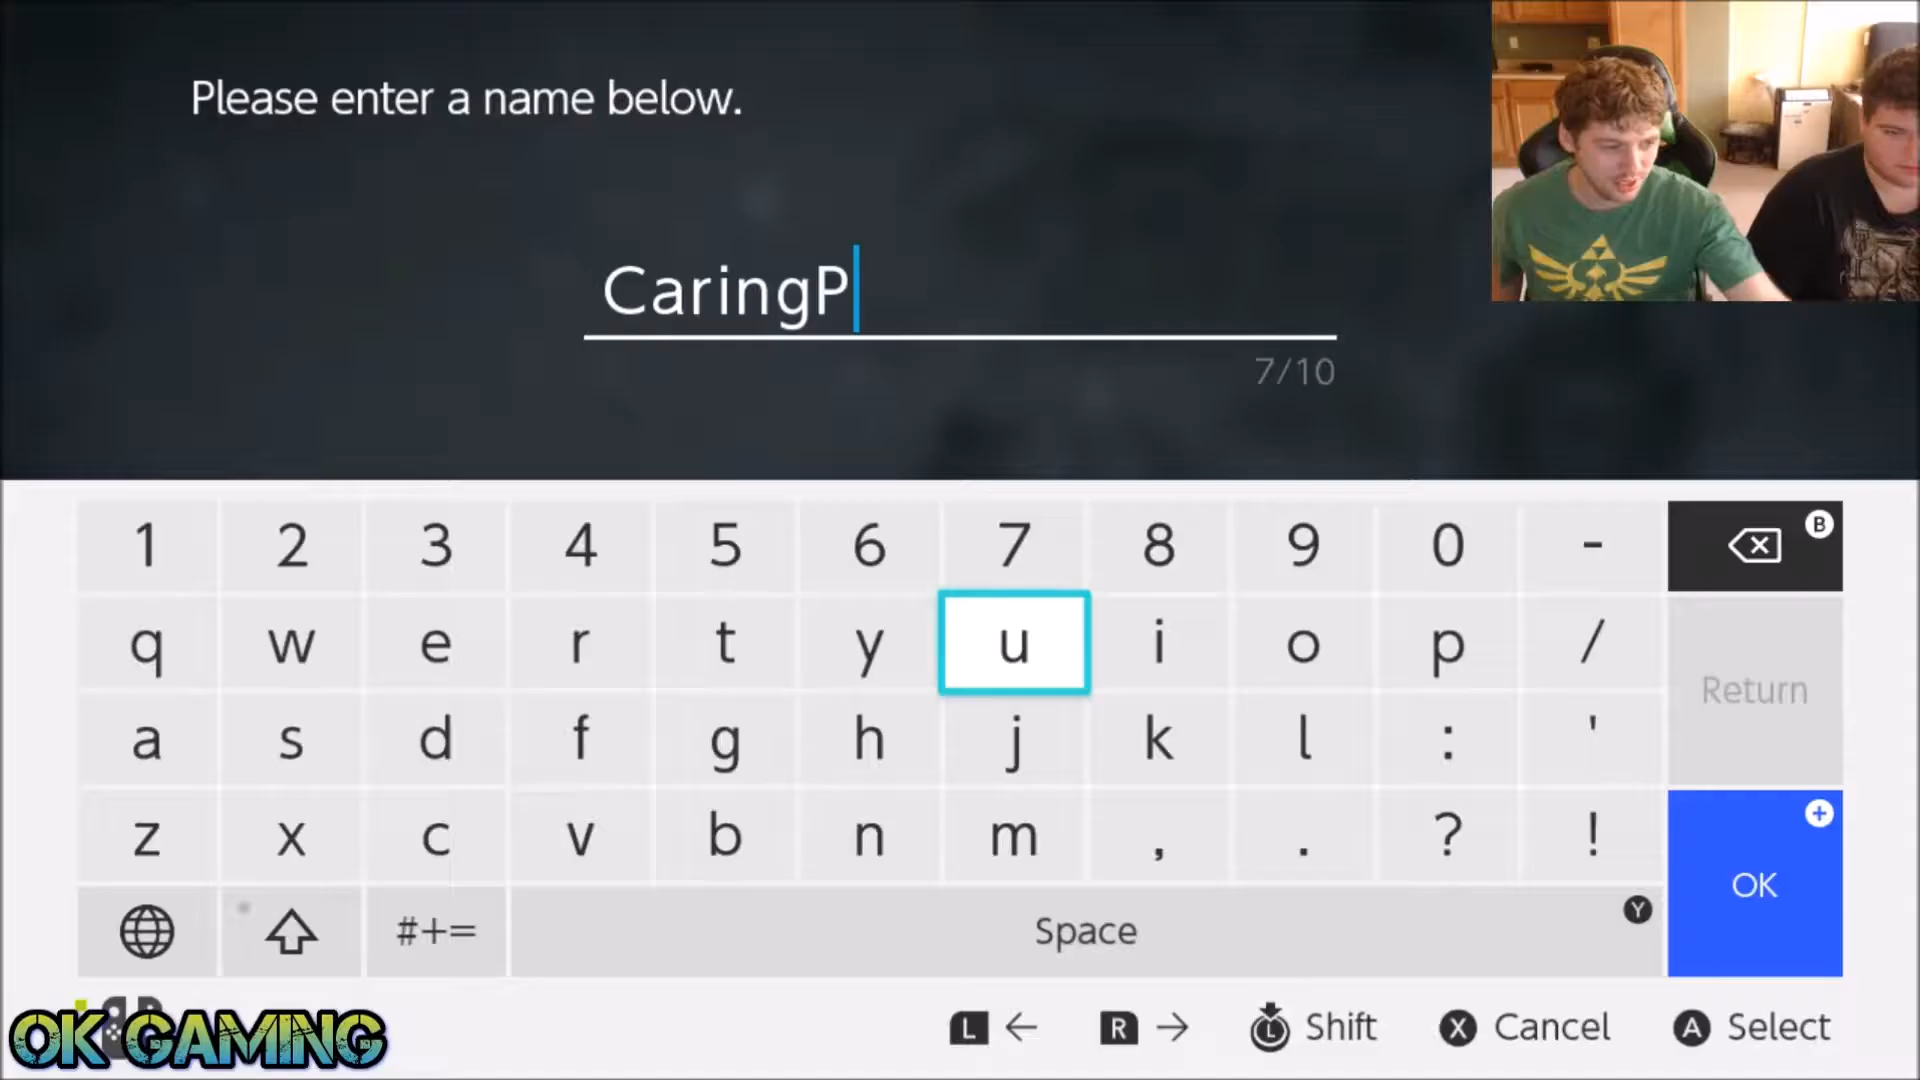 Please enter a name below.
CaringP
7/10
1 2 3 4 5 6 7 8 9 0 - B
q w e r t y u i o p /
Return
a s d f g h j k l : '
z x c v b n m , . ? ! +
OK
#+= Space Y
L ← R → L Shift X Cancel A Select
OK GAMING